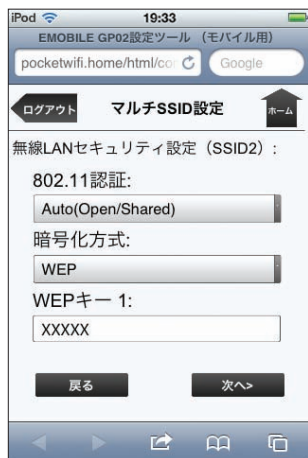 iPod 19:33
EMOBILE GP02設定ツール （モバイル用）
pocketwifi.home/html/co Google
ログアウト マルチSSID設定 ホーム
無線LANセキュリティ設定（SSID2）:
802.11認証:
Auto(Open/Shared)
暗号化方式:
WEP
WEPキー 1:
XXXXX
戻る 次へ>